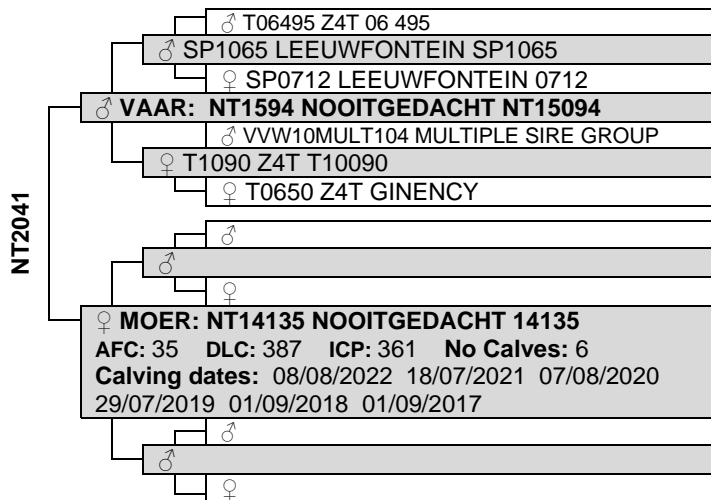 ♂ T06495 Z4T 06 495
♂ SP1065 LEEUWFONTEIN SP1065
♀ SP0712 LEEUWFONTEIN 0712
♂ VAAR: NT1594 NOOITGEDACHT NT15094
♂ VVW10MULT104 MULTIPLE SIRE GROUP
♀ T1090 Z4T T10090
♀ T0650 Z4T GINENCY
NT2041
♂
♂
♀
♀ MOER: NT14135 NOOITGEDACHT 14135
AFC: 35 DLC: 387 ICP: 361 No Calves: 6
Calving dates: 08/08/2022 18/07/2021 07/08/2020
29/07/2019 01/09/2018 01/09/2017
♂
♂
♀